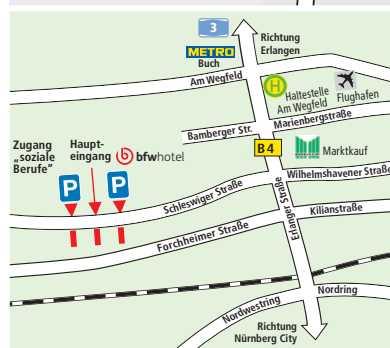 3
Richtung
Erlangen
METRO
Buch
Am Wegfeld
H
Haltestelle
Am Wegfeld
Flughafen
Marienbergstraße
Bamberger Str.
B 4
Marktkauf
Zugang
„soziale
Berufe"
Haupt-
eingang
b bfwhotel
P
P
Wilhelmshavener Straße
Schleswiger Straße
Kilianstraße
Forchheimer Straße
Erlanger Straße
Nordring
Nordwestring
Richtung
Nürnberg City